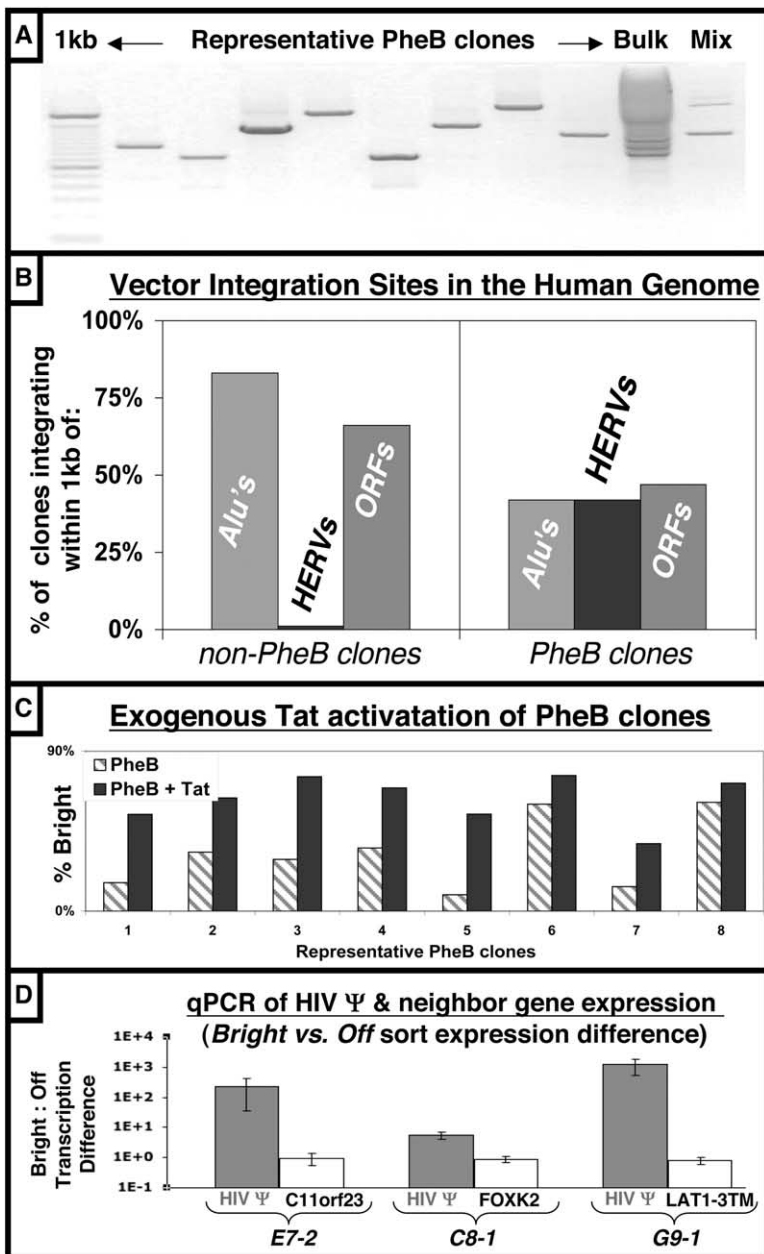 A
1kb ← Representative PheB clones → Bulk Mix
B
Vector Integration Sites in the Human Genome
% of clones integrating
within 1kb of:
100%
75%
50%
25%
0%
Alu's
HERVs
ORFs
Alu's
HERVs
ORFs
non-PheB clones
PheB clones
C
Exogenous Tat activatation of PheB clones
90%
PheB
PheB + Tat
% Bright
0%
1 2 3 4 5 6 7 8
Representative PheB clones
D
qPCR of HIV Ψ & neighbor gene expression
(Bright vs. Off sort expression difference)
Bright : Off
Transcription
Difference
1E+4
1E+3
1E+2
1E+1
1E+0
1E-1
HIV Ψ C11orf23 HIV Ψ FOXK2 HIV Ψ LAT1-3TM
E7-2 C8-1 G9-1